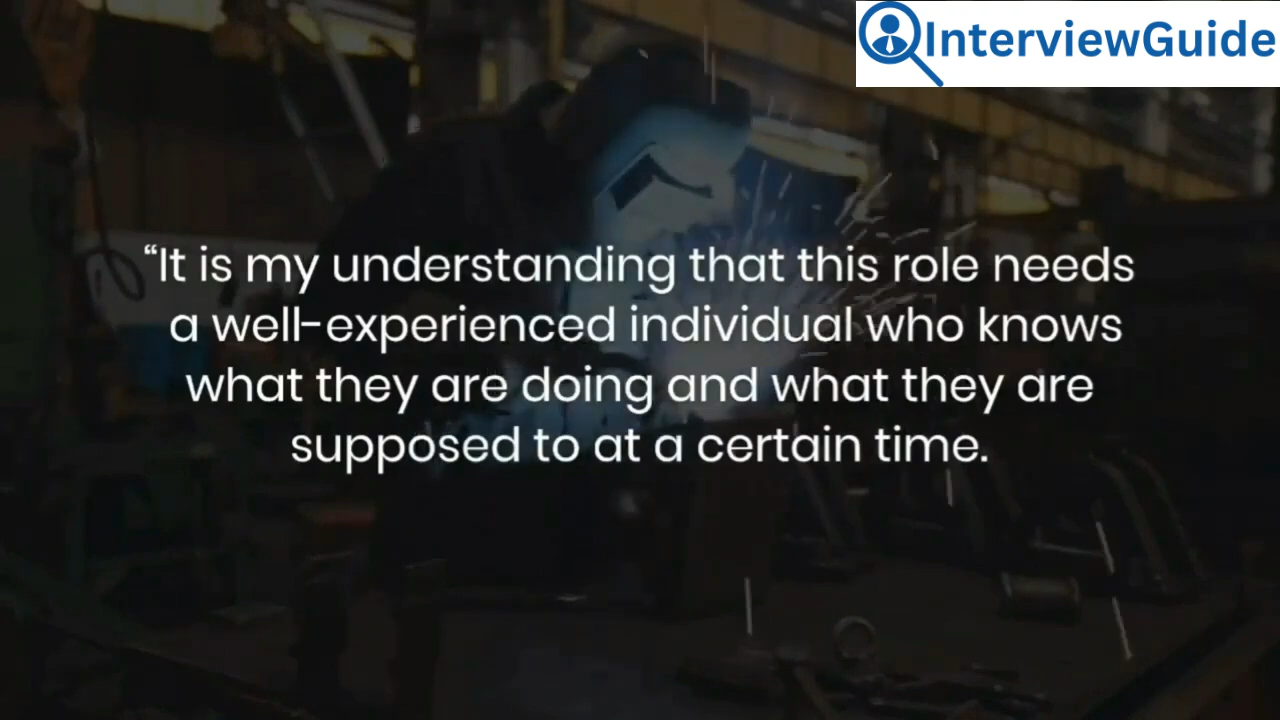 InterviewGuide
“It is my understanding that this role needs
a well-experienced individual who knows
what they are doing and what they are
supposed to at a certain time.